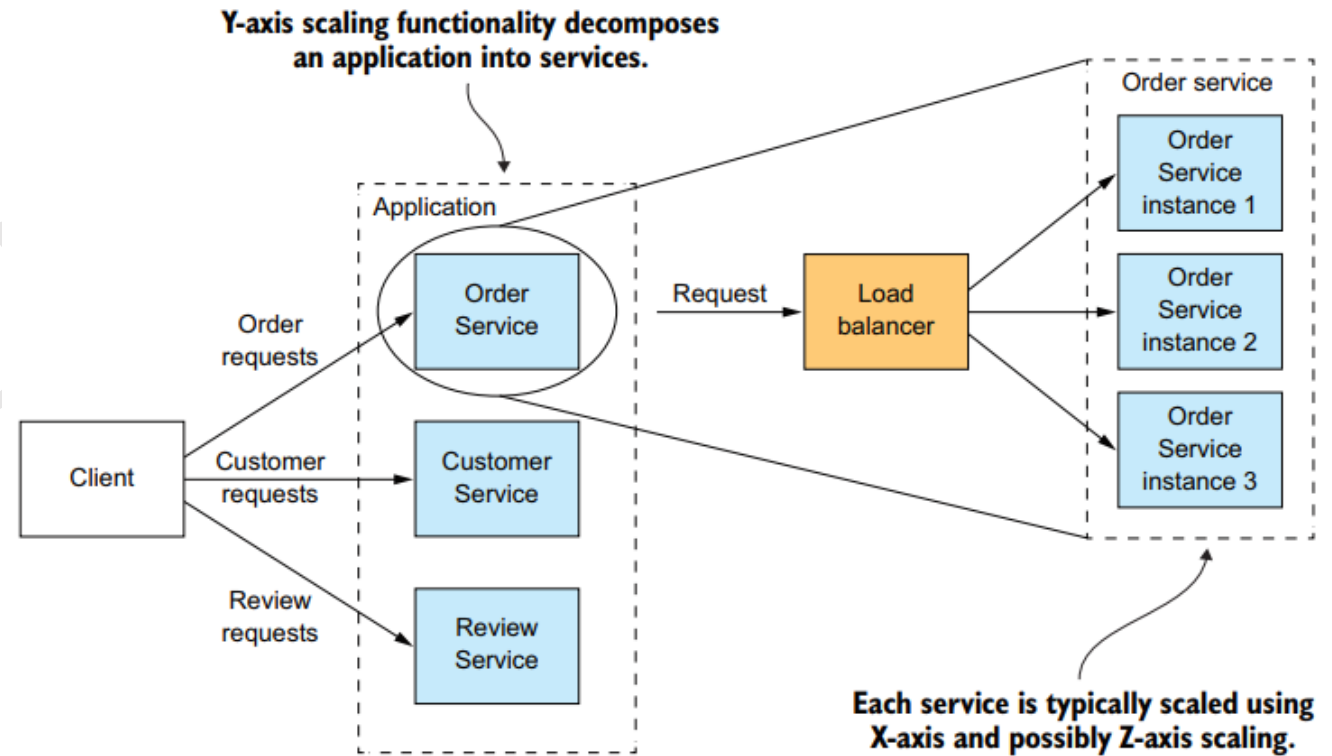 Y-axis scaling functionality decomposes
an application into services.
Application
Order
Service
Order
requests
Client
Customer
requests
Customer
Service
Review
requests
Review
Service
Request
Load
balancer
Order service
Order
Service
instance 1
Order
Service
instance 2
Order
Service
instance 3
Each service is typically scaled using
X-axis and possibly Z-axis scaling.